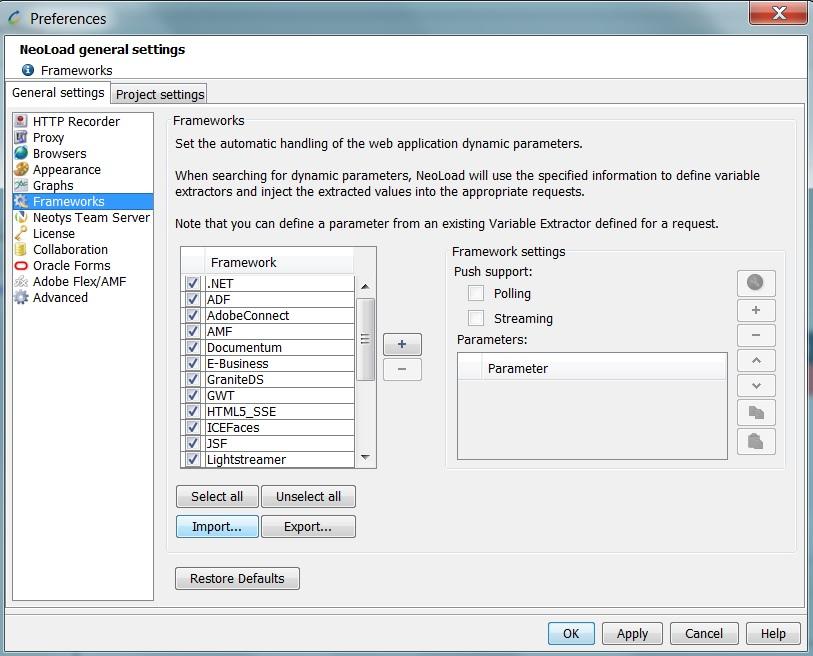 Preferences
NeoLoad general settings
Frameworks
General settings
Project settings
HTTP Recorder
Proxy
Browsers
Appearance
Graphs
Frameworks
Neotys Team Server
License
Collaboration
Oracle Forms
Adobe Flex/AMF
Advanced
Frameworks
Set the automatic handling of the web application dynamic parameters.
When searching for dynamic parameters, NeoLoad will use the specified information to define variable
extractors and inject the extracted values into the appropriate requests.
Note that you can define a parameter from an existing Variable Extractor defined for a request.
Framework
.NET
ADF
AdobeConnect
AMF
Documentum
E-Business
GraniteDS
GWT
HTML5_SSE
ICEFaces
JSF
Lightstreamer
Framework settings
Push support:
Polling
Streaming
Parameters:
Parameter
Select all
Unselect all
Import...
Export...
Restore Defaults
OK
Apply
Cancel
Help